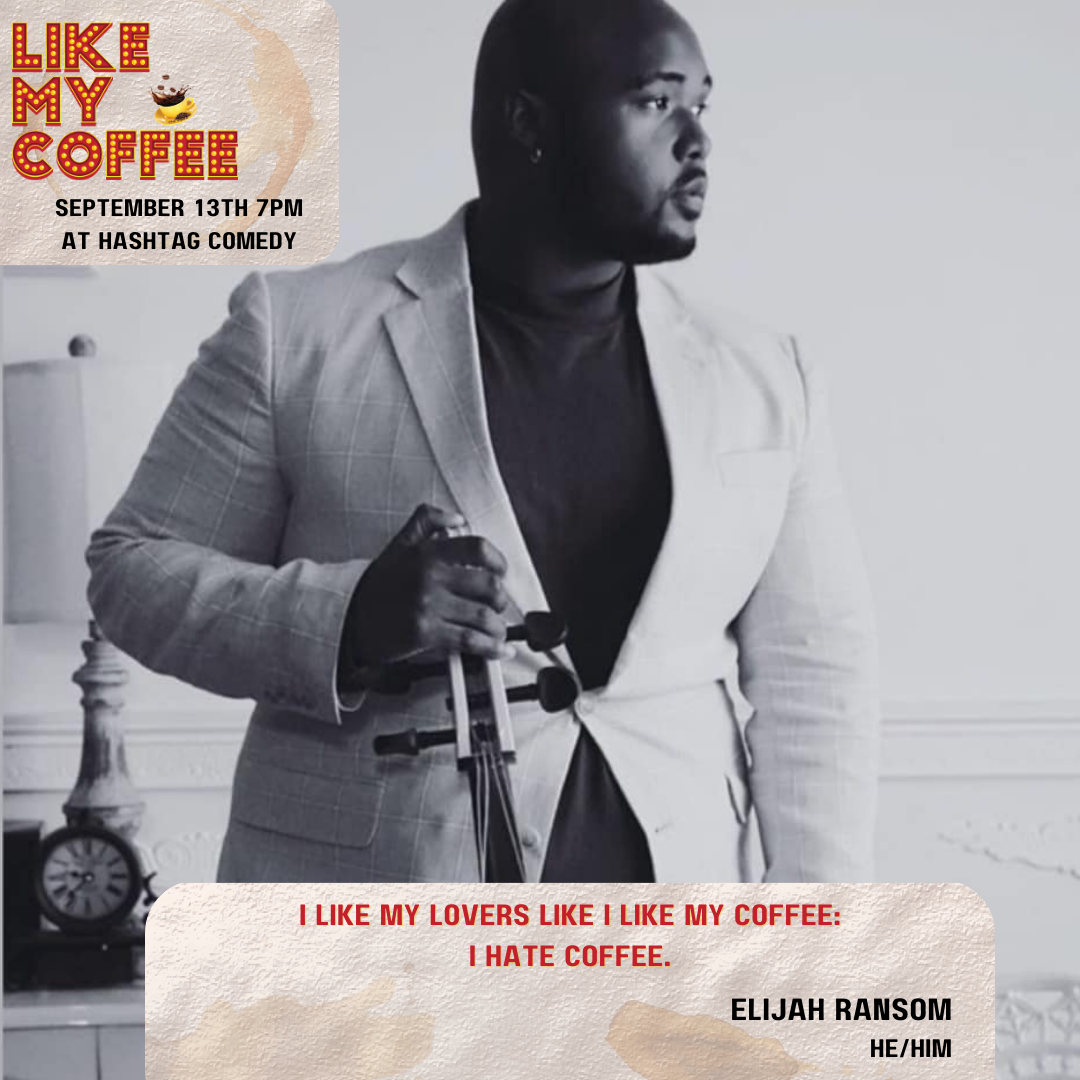 LIKE
MY
COFFEE
SEPTEMBER 13TH 7PM
AT HASHTAG COMEDY
I LIKE MY LOVERS LIKE I LIKE MY COFFEE:
I HATE COFFEE.
ELIJAH RANSOM
HE/HIM